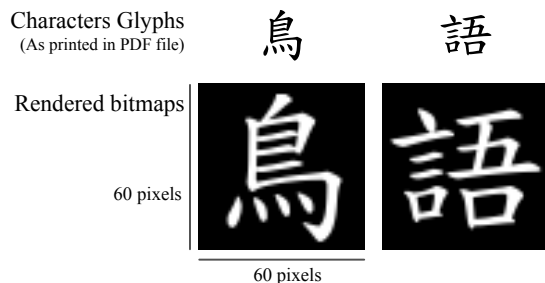 Characters Glyphs 鳥 語
(As printed in PDF file)
Rendered bitmaps
鳥 語
60 pixels
60 pixels